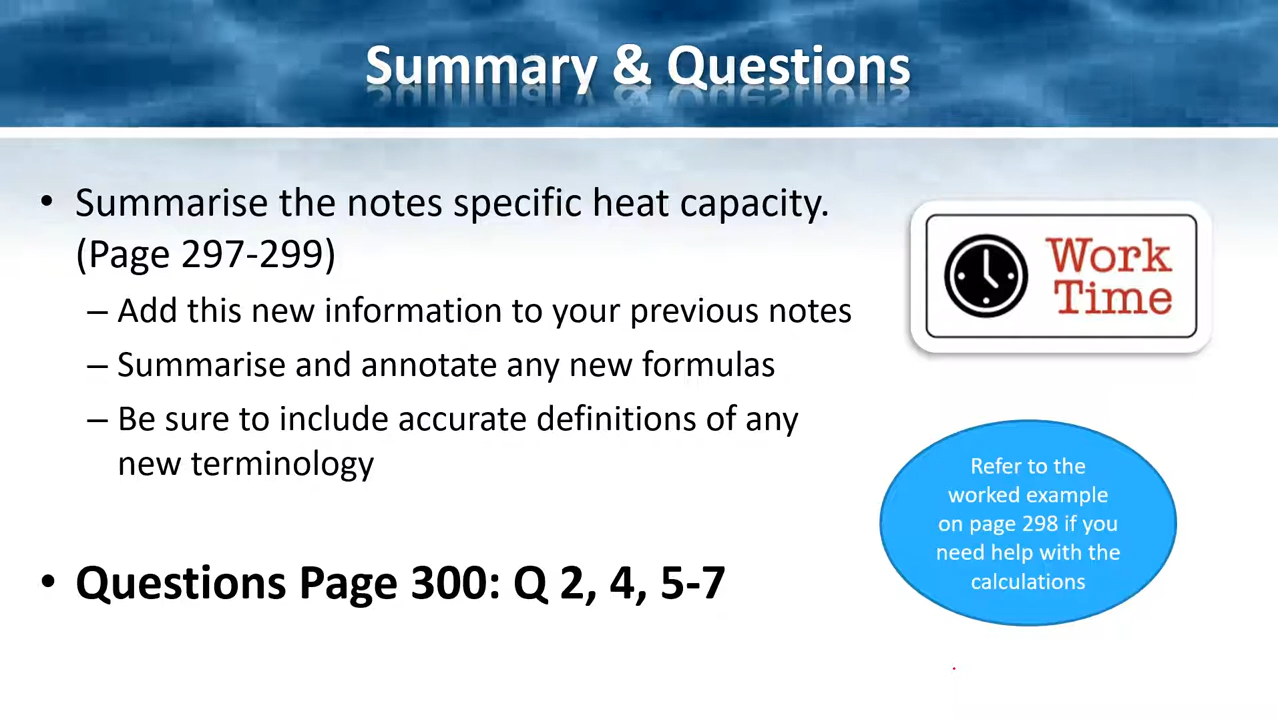 Summary & Questions
• Summarise the notes specific heat capacity.
(Page 297-299)
– Add this new information to your previous notes
– Summarise and annotate any new formulas
– Be sure to include accurate definitions of any
new terminology
• Questions Page 300: Q 2, 4, 5-7
Work
Time
Refer to the
worked example
on page 298 if you
need help with the
calculations